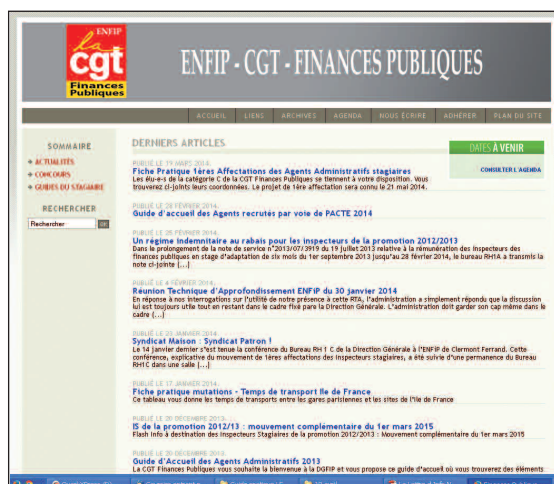 ENFIP
la
cgt
Finances
Publiques
ENFIP - CGT - FINANCES PUBLIQUES
ACCUEIL LIENS ARCHIVES AGENDA NOUS ÉCRIRE ADHÉRER PLAN DU SITE
SOMMAIRE
ACTUALITÉS
CONCOURS
GUIDES DU STAGIAIRE
RECHERCHER
Rechercher
DERNIERS ARTICLES
PUBLIÉ LE 19 MARS 2014.
Fiche Pratique 1ères Affectations des Agents Administratifs stagiaires
Les élu-e-s de la catégorie C de la CGT Finances Publiques se tiennent à votre disposition. Vous
trouverez ci-joints leurs coordonnées. Le projet de 1ère affectation sera connu le 21 mai 2014.
PUBLIÉ LE 28 FÉVRIER 2014.
Guide d'accueil des Agents recrutés par voie de PACTE 2014
PUBLIÉ LE 25 FÉVRIER 2014.
Un régime indemnitaire au rabais pour les inspecteurs de la promotion 2012/2013
Dans le prolongement de la note de service n°2013/07/3919 du 19 juillet 2013 relative à la rémunération des inspecteurs des
finances publiques en stage d'adaptation de six mois du 1er septembre 2013 jusqu'au 28 février 2014, le bureau RH1A a transmis la
note ci-jointe (...)
PUBLIÉ LE 4 FÉVRIER 2014.
Réunion Technique d'Approfondissement ENFiP du 30 janvier 2014
En réponse à nos interrogations sur l'utilité de notre présence à cette RTA, l'administration a simplement répondu que la discussion
lui est toujours utile tout en restant dans le cadre fixé par la Direction Générale. L'administration doit garder son cap même dans le
cadre (...)
PUBLIÉ LE 20 JANVIER 2014.
Syndicat Maison : Syndicat Patron !
Le 14 janvier dernier s'est tenue la conférence du Bureau RH 1 C de la Direction Générale à l'ENFiP de Clermont Ferrand. Cette
conférence, explicative du mouvement de 1ères affectations des inspecteurs stagiaires, a été suivie d'une permanence du Bureau
RH1C dans une salle (...)
PUBLIÉ LE 17 JANVIER 2014.
Fiche pratique mutations - Temps de transport Ile de France
Ce tableau vous donne les temps de transports entre les gares parisiennes et les sites de l'Ile de France
PUBLIÉ LE 20 DÉCEMBRE 2013.
IS de la promotion 2012/13 : mouvement complémentaire du 1er mars 2015
Flash Info à destination des Inspecteurs Stagiaires de la promotion 2012/2013 : Mouvement complémentaire du 1er mars 2015
PUBLIÉ LE 20 DÉCEMBRE 2013.
Guide d'Accueil des Agents Administratifs 2013
La CGT Finances Publiques vous souhaite la bienvenue à la DGFiP et vous propose ce guide d'accueil où vous trouverez des éléments
DATES À VENIR
CONSULTER L'AGENDA